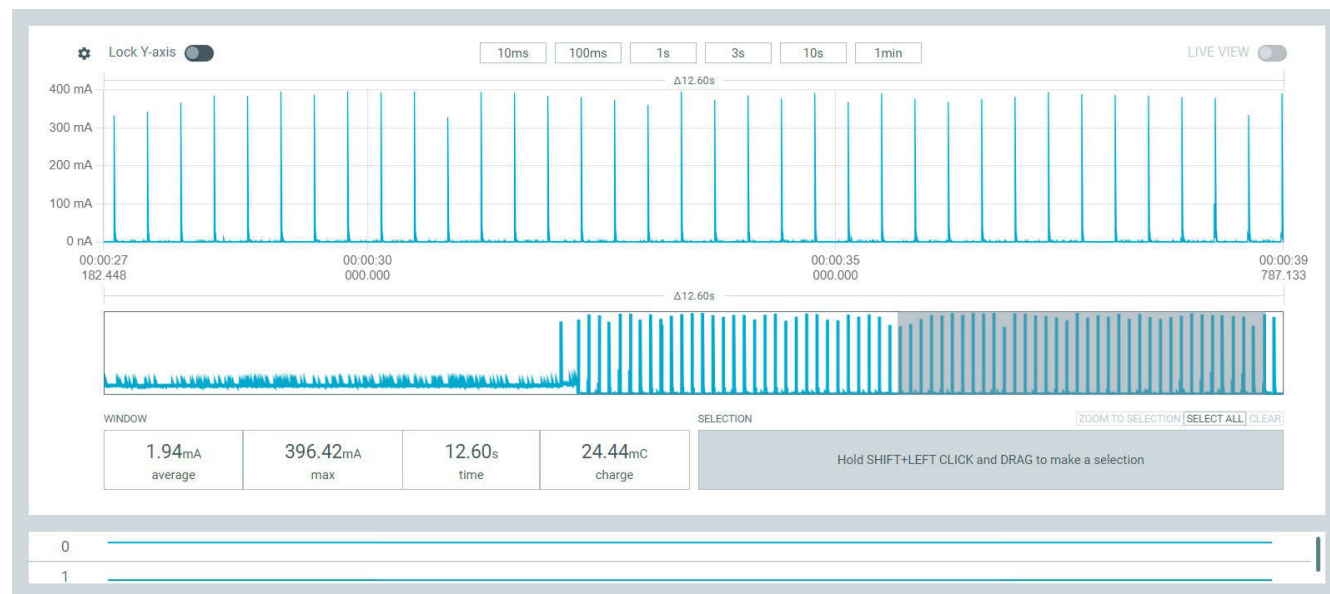 Lock Y-axis
10ms 100ms 1s 3s 10s 1min
LIVE VIEW
Δ12.60s
400 mA
300 mA
200 mA
100 mA
0 nA
00:00:27 00:00:30 00:00:35 00:00:39
182.448 000.000 000.000 787.133
Δ12.60s
WINDOW
SELECTION
ZOOM TO SELECTION SELECT ALL CLEAR
1.94mA 396.42mA 12.60s 24.44mC
average max time charge
Hold SHIFT+LEFT CLICK and DRAG to make a selection
0
1